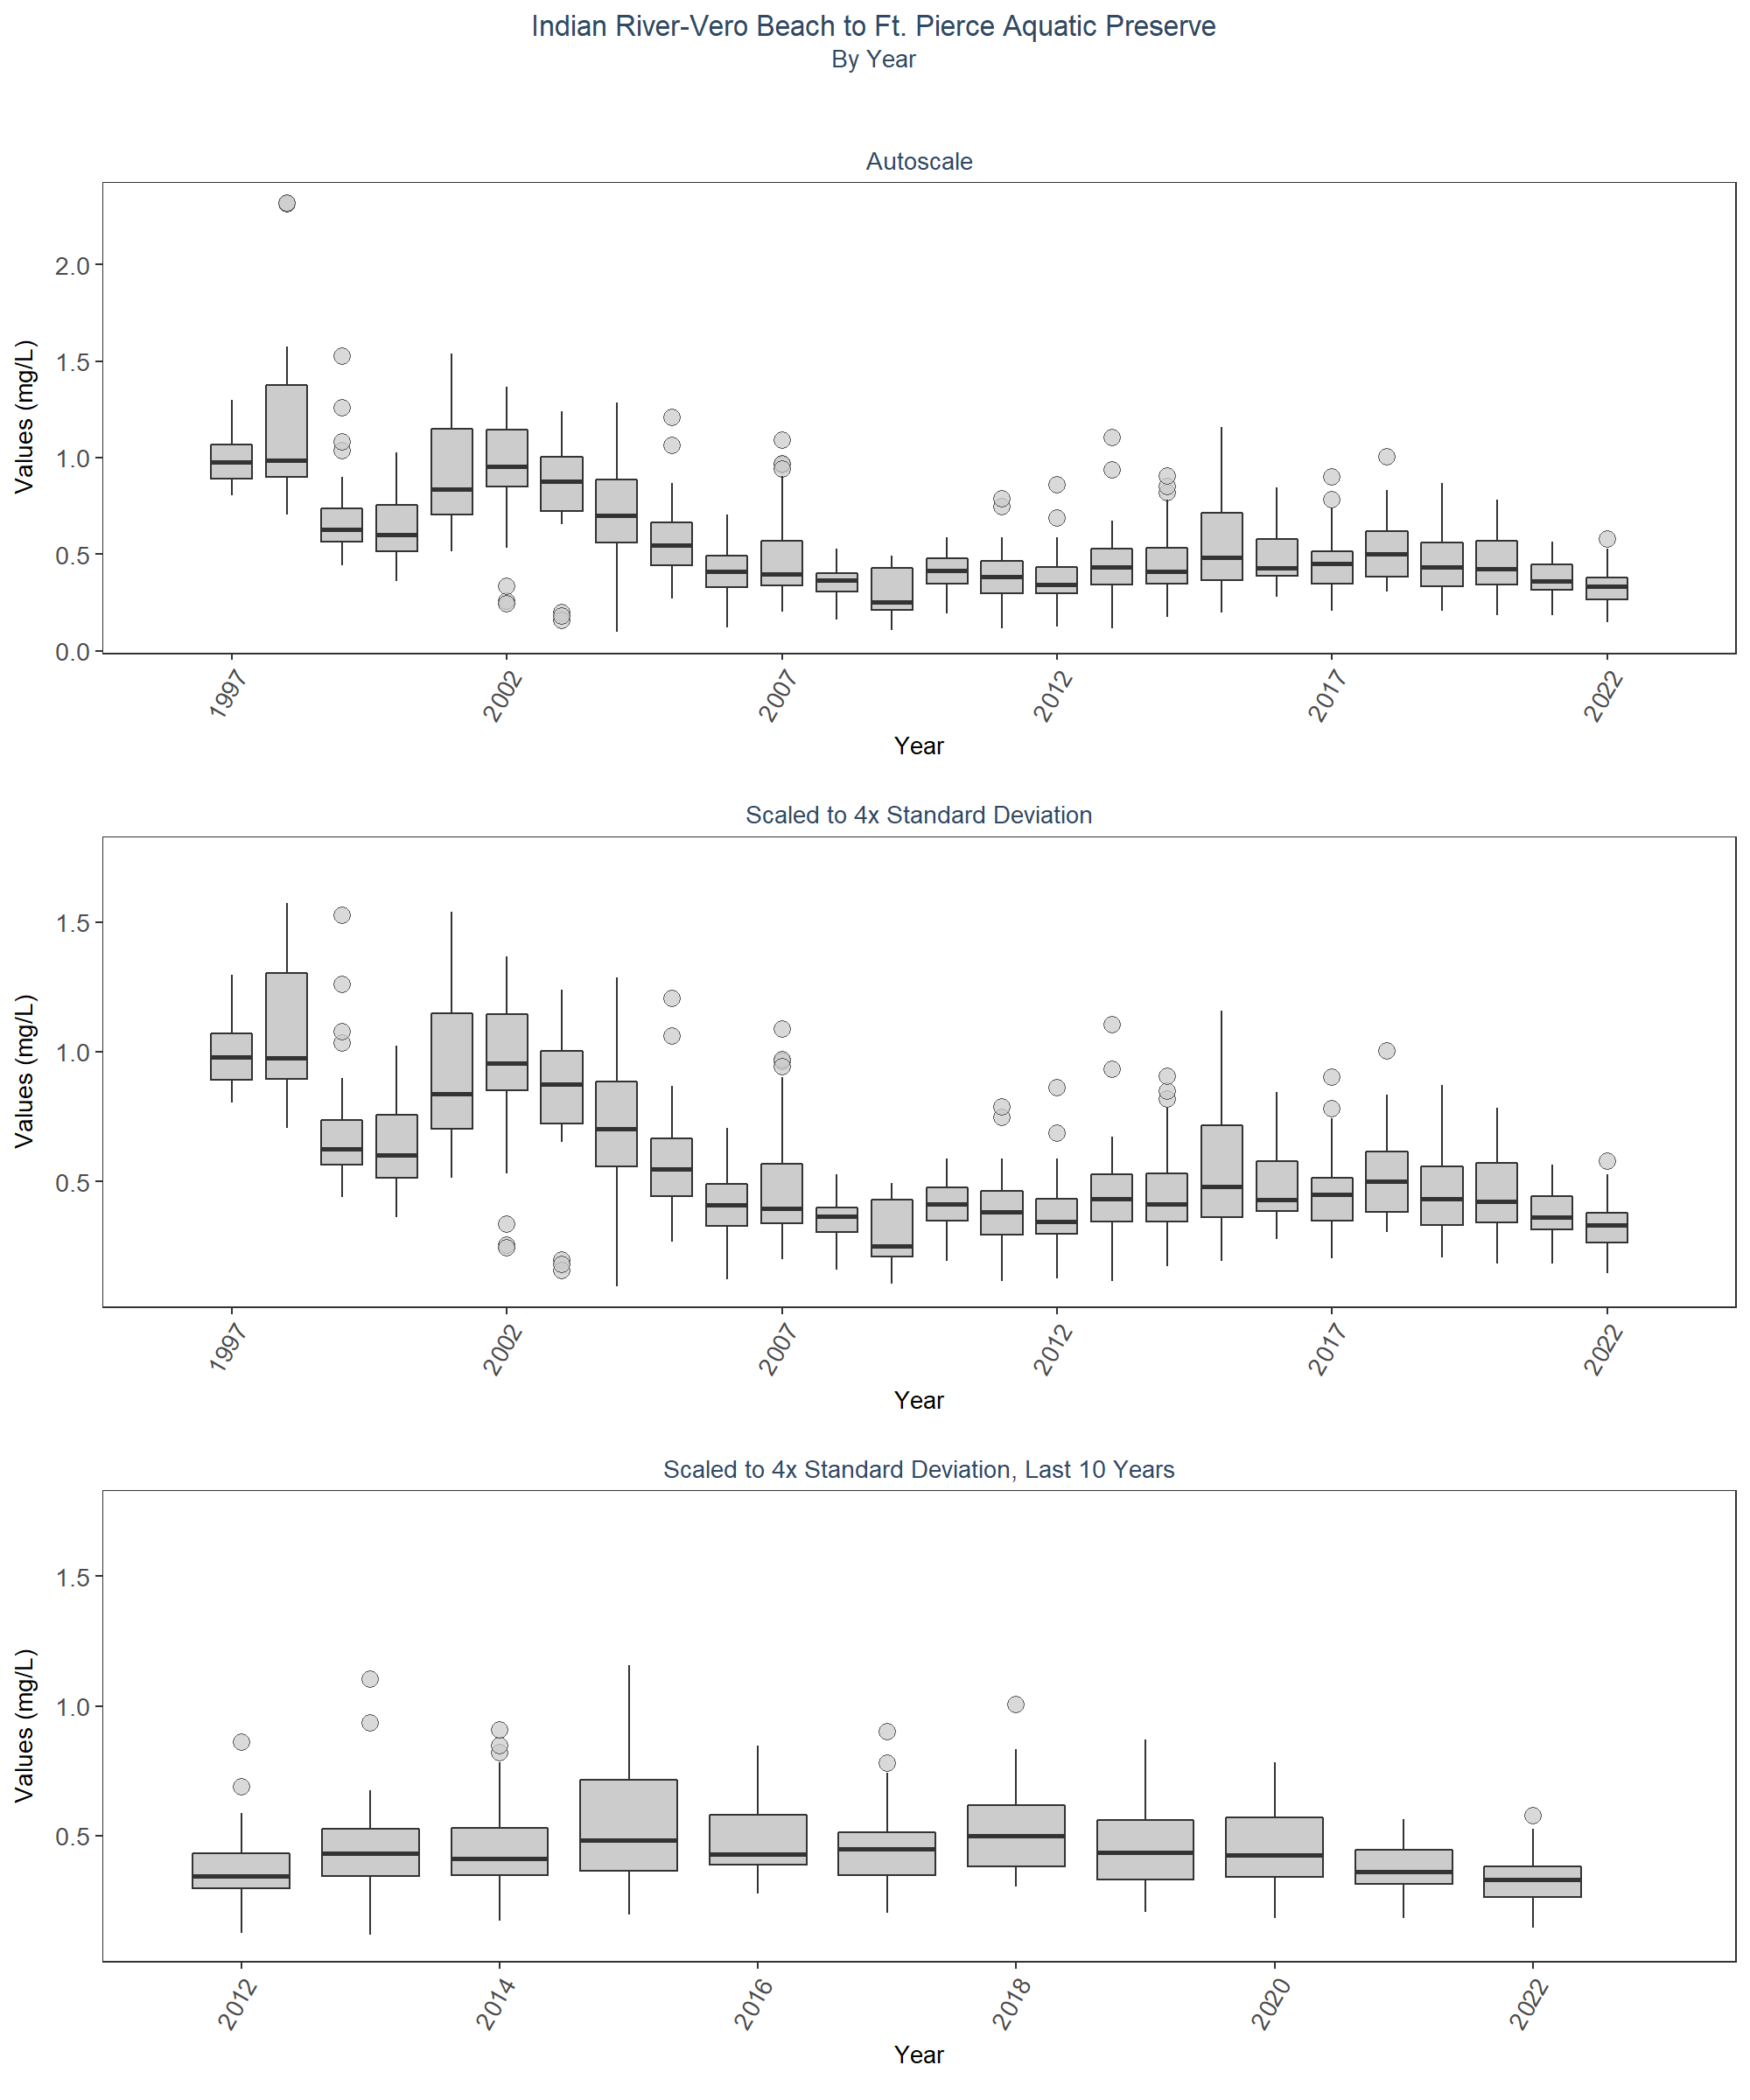 Indian River-Vero Beach to Ft. Pierce Aquatic Preserve
By Year
Autoscale
Values (mg/L)
2.0
1.5
1.0
0.5
0.0
1997 2002 2007 2012 2017 2022
Year
Scaled to 4x Standard Deviation
Values (mg/L)
1.5
1.0
0.5
1997 2002 2007 2012 2017 2022
Year
Scaled to 4x Standard Deviation, Last 10 Years
Values (mg/L)
1.5
1.0
0.5
2012 2014 2016 2018 2020 2022
Year